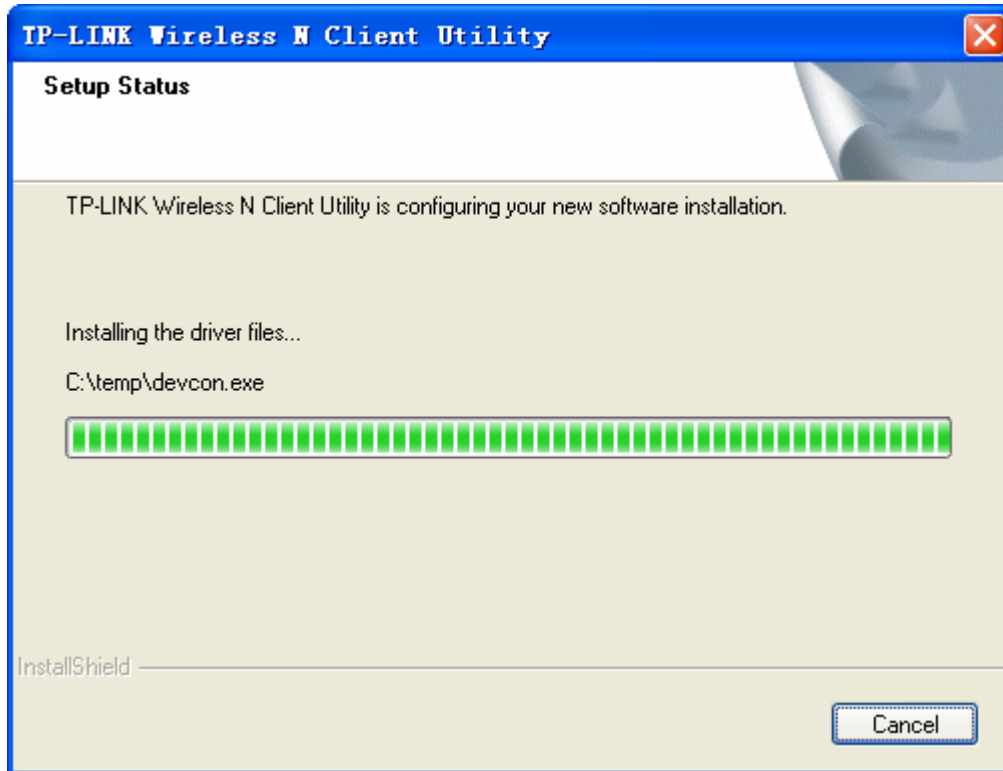 TP-LINK Wireless N Client Utility
Setup Status
TP-LINK Wireless N Client Utility is configuring your new software installation.
Installing the driver files...
C:\temp\devcon.exe
InstallShield
Cancel